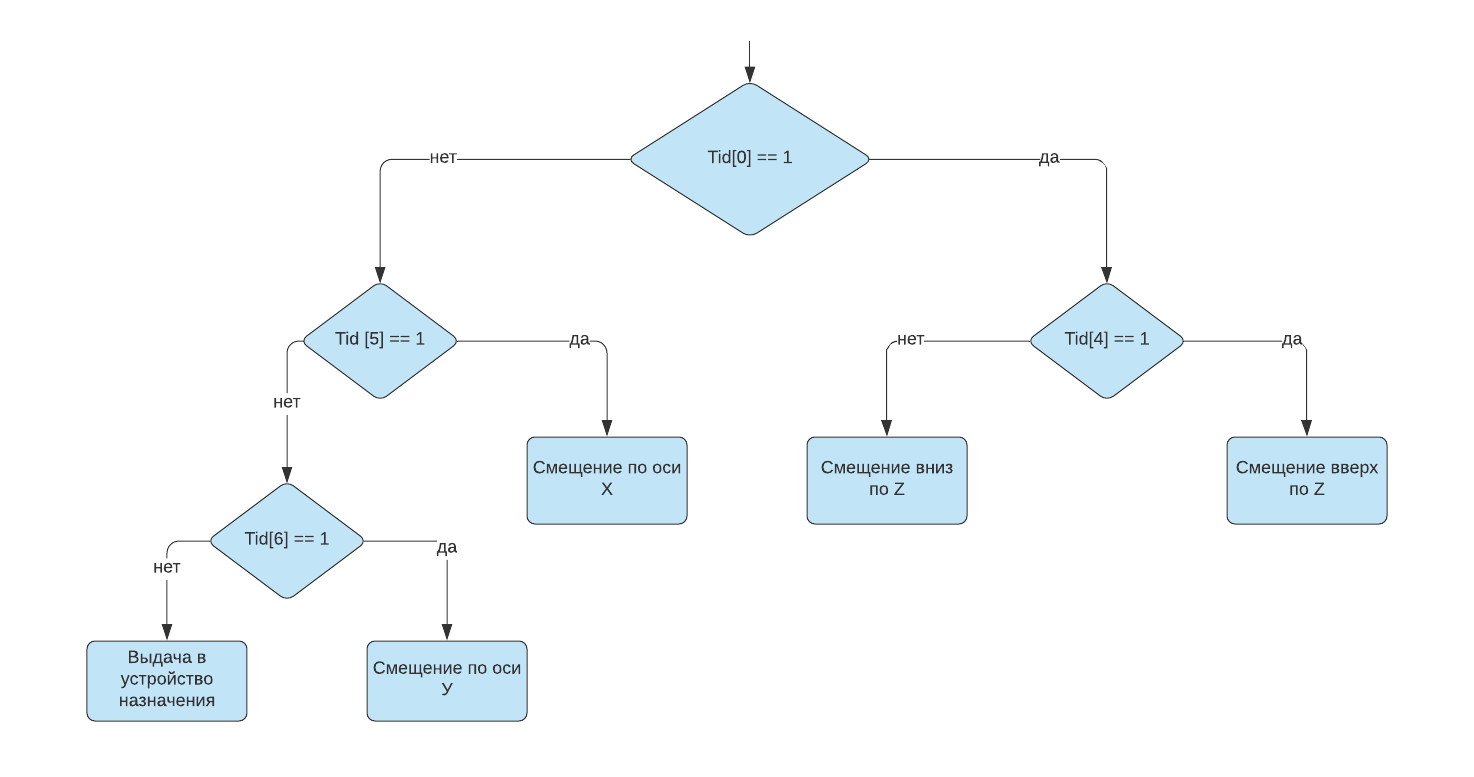 Tid[0] == 1
нет
да
Tid [5] == 1
да
нет
Tid[4] == 1
да
нет
Смещение по оси
X
Смещение вниз
по Z
Смещение вверх
по Z
Tid[6] == 1
да
нет
Выдача в
устройство
назначения
Смещение по оси
У